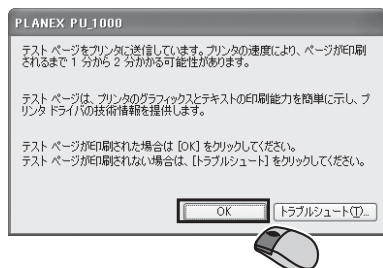 PLANEX PU_1000
テスト ページをプリンタに送信しています。プリンタの速度により、ページが印刷
されるまで 1 分から 2 分かかる可能性があります。
テスト ページは、プリンタのグラフィックスとテキストの印刷能力を簡単に示し、プ
リンタ ドライバの技術情報を提供します。
テスト ページが印刷された場合は [OK] をクリックしてください。
テスト ページが印刷されない場合は、[トラブルシュート] をクリックしてください。
OK トラブルシュート(T)...